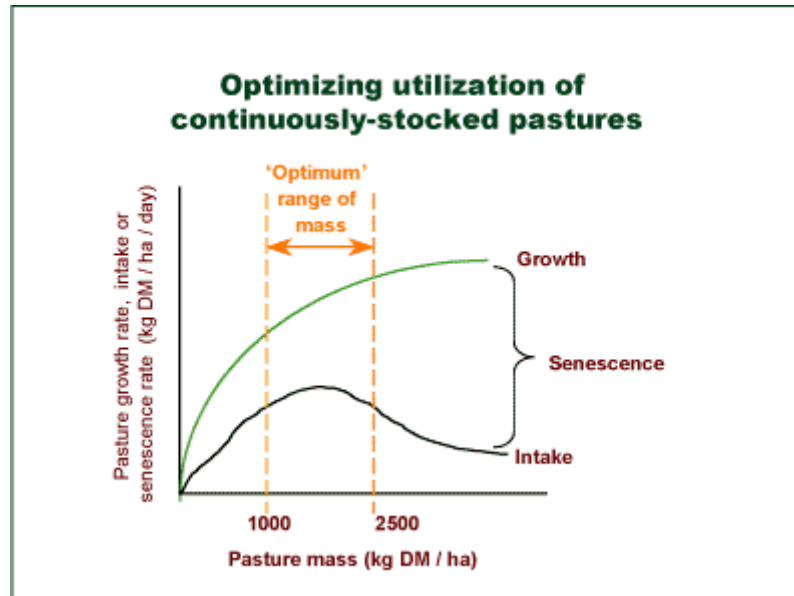 Optimizing utilization of
continuously-stocked pastures
‘Optimum’
range of
mass
Pasture growth rate, intake or
senescence rate (kg DM / ha / day)
Growth
Senescence
Intake
1000
2500
Pasture mass (kg DM / ha)